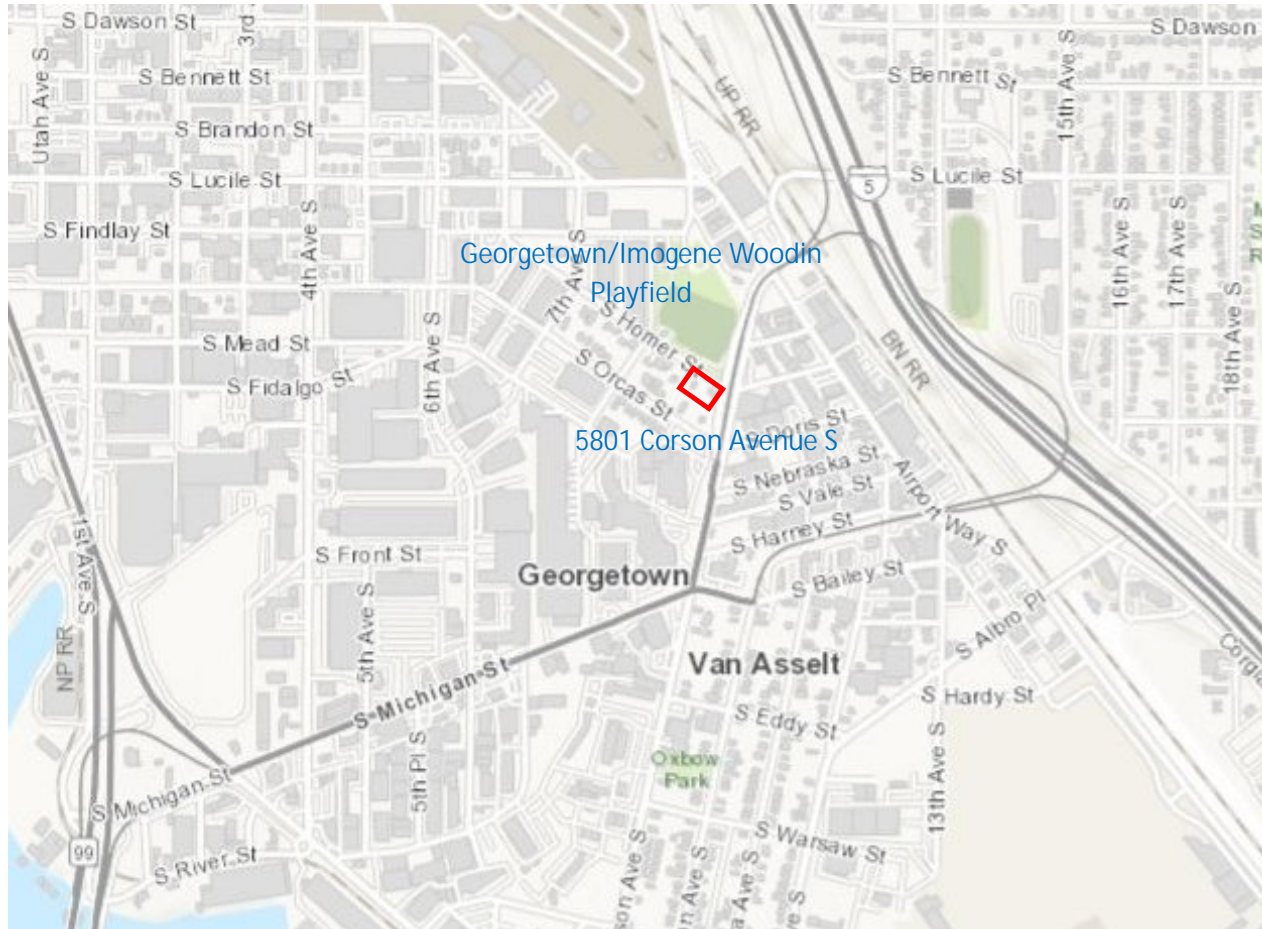 S Dawson St
3rd
S Dawson
Utah Ave S
S Bennett St
S Bennett St
15th Ave S
UP RR
S Brandon St
S Lucile St
5
S Lucile St
S Findlay St
4th Ave S
7th Ave S
Georgetown/Imogene Woodin
Playfield
16th Ave S
17th Ave S
18th Ave S
S Homer St
S Mead St
6th Ave S
BN RR
S Fidalgo St
S Orcas St
5801 Corson Avenue S
S Doris St
S Nebraska St
S Vale St
Airport Way S
S Harney St
1st Ave S
S Front St
Georgetown
S Bailey St
5th Ave S
S Albro Pl
NP RR
Van Asselt
S Michigan St
S Hardy St
S Eddy St
Oxbow
Park
5th Pl S
13th Ave S
S Michigan St
S Warsaw St
99
S River St
son Ave S
n Ave S
a Ave S